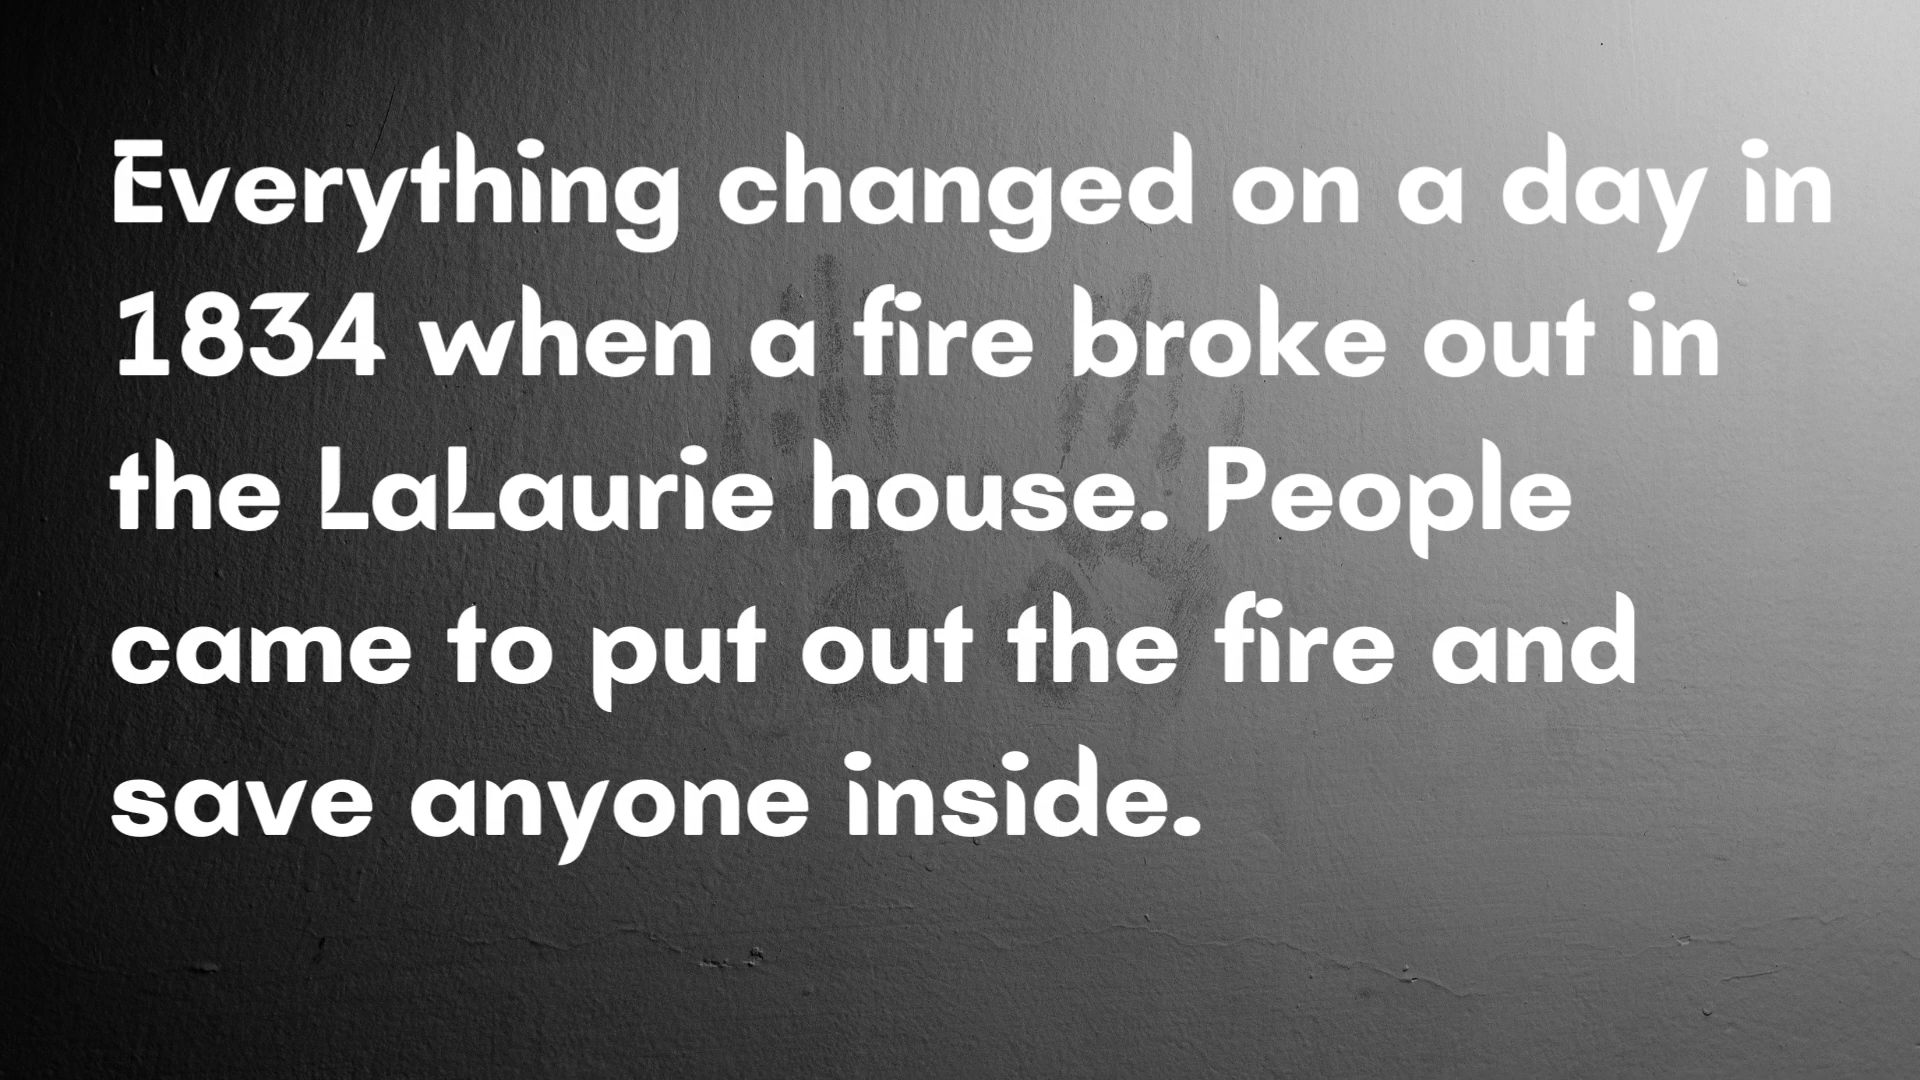 Everything changed on a day in
1834 when a fire broke out in
the LaLaurie house. People
came to put out the fire and
save anyone inside.